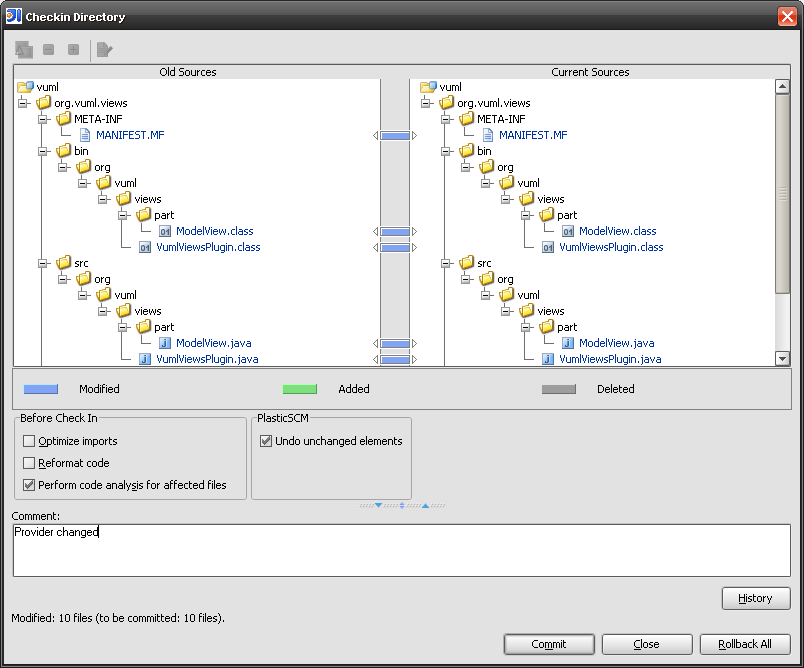 Checkin Directory
Old Sources
Current Sources
vuml
org.vuml.views
META-INF
MANIFEST.MF
bin
org
vuml
views
part
ModelView.class
VumlViewsPlugin.class
src
org
vuml
views
part
ModelView.java
VumlViewsPlugin.java
vuml
org.vuml.views
META-INF
MANIFEST.MF
bin
org
vuml
views
part
ModelView.class
VumlViewsPlugin.class
src
org
vuml
views
part
ModelView.java
VumlViewsPlugin.java
Modified
Added
Deleted
Before Check In
Optimize imports
Reformat code
Perform code analysis for affected files
PlasticSCM
Undo unchanged elements
Comment:
Provider changed
History
Modified: 10 files (to be committed: 10 files).
Commit
Close
Rollback All